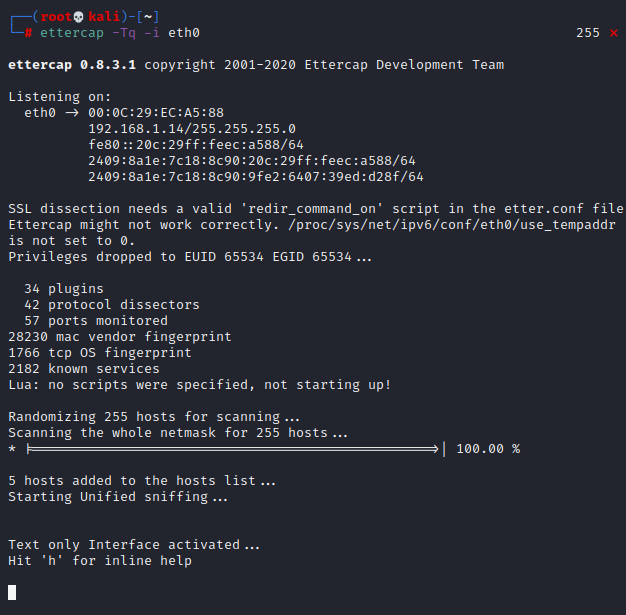 (root💀kali)-[~]
# ettercap -Tq -i eth0 255 ×
ettercap 0.8.3.1 copyright 2001-2020 Ettercap Development Team
Listening on:
eth0 -> 00:0C:29:EC:A5:88
192.168.1.14/255.255.255.0
fe80::20c:29ff:feec:a588/64
2409:8a1e:7c18:8c90:20c:29ff:feec:a588/64
2409:8a1e:7c18:8c90:9fe2:6407:39ed:d28f/64
SSL dissection needs a valid 'redir_command_on' script in the etter.conf file
Ettercap might not work correctly. /proc/sys/net/ipv6/conf/eth0/use_tempaddr
is not set to 0.
Privileges dropped to EUID 65534 EGID 65534...
34 plugins
42 protocol dissectors
57 ports monitored
28230 mac vendor fingerprint
1766 tcp OS fingerprint
2182 known services
Lua: no scripts were specified, not starting up!
Randomizing 255 hosts for scanning...
Scanning the whole netmask for 255 hosts...
* |==================================================>| 100.00 %
5 hosts added to the hosts list...
Starting Unified sniffing...
Text only Interface activated...
Hit 'h' for inline help